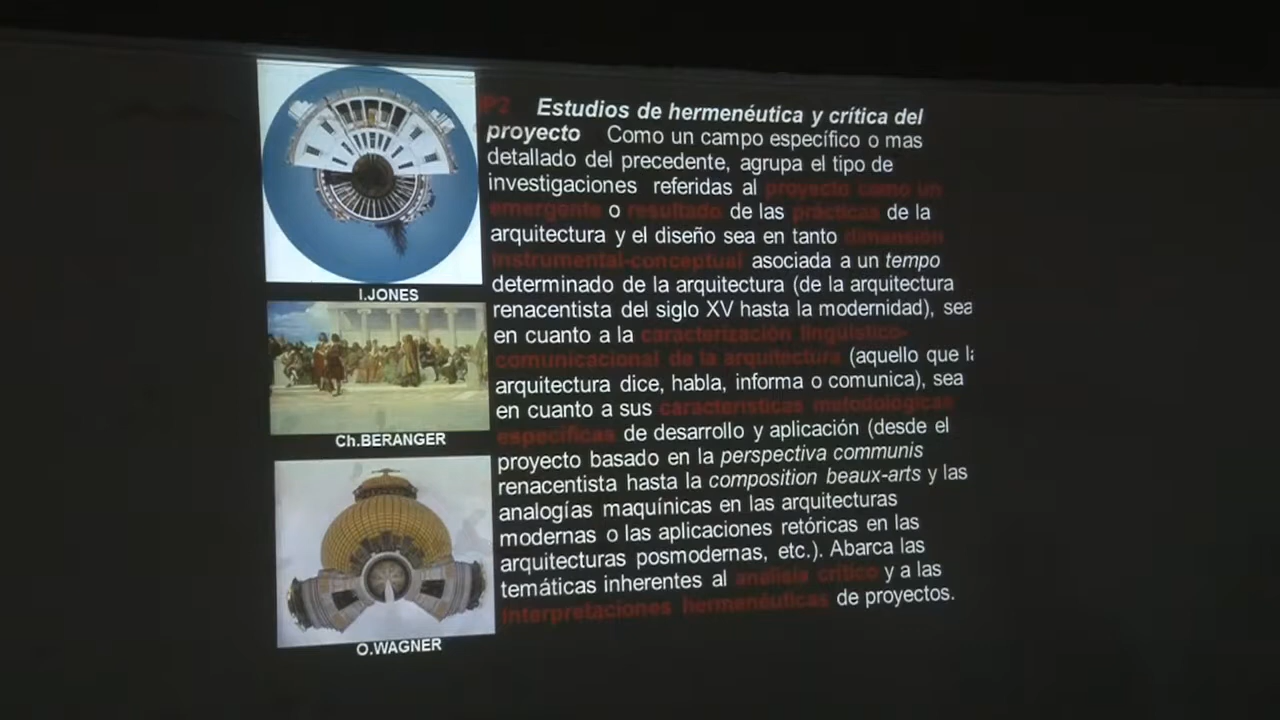 IP2 Estudios de hermenéutica y crítica del
proyecto Como un campo específico o mas
detallado del precedente, agrupa el tipo de
investigaciones referidas al proyecto como un
emergente o resultado de las prácticas de la
arquitectura y el diseño sea en tanto dimensión
instrumental-conceptual asociada a un tempo
determinado de la arquitectura (de la arquitectura
renacentista del siglo XV hasta la modernidad), sea
en cuanto a la caracterización lingüistico-
comunicacional de la arquitectura (aquello que la
arquitectura dice, habla, informa o comunica), sea
en cuanto a sus características metodológicas
específicas de desarrollo y aplicación (desde el
proyecto basado en la perspectiva communis
renacentista hasta la composition beaux-arts y las
analogías maquínicas en las arquitecturas
modernas o las aplicaciones retóricas en las
arquitecturas posmodernas, etc.). Abarca las
temáticas inherentes al análisis crítico y a las
interpretaciones hermenéuticas de proyectos.
I.JONES
Ch.BERANGER
O.WAGNER